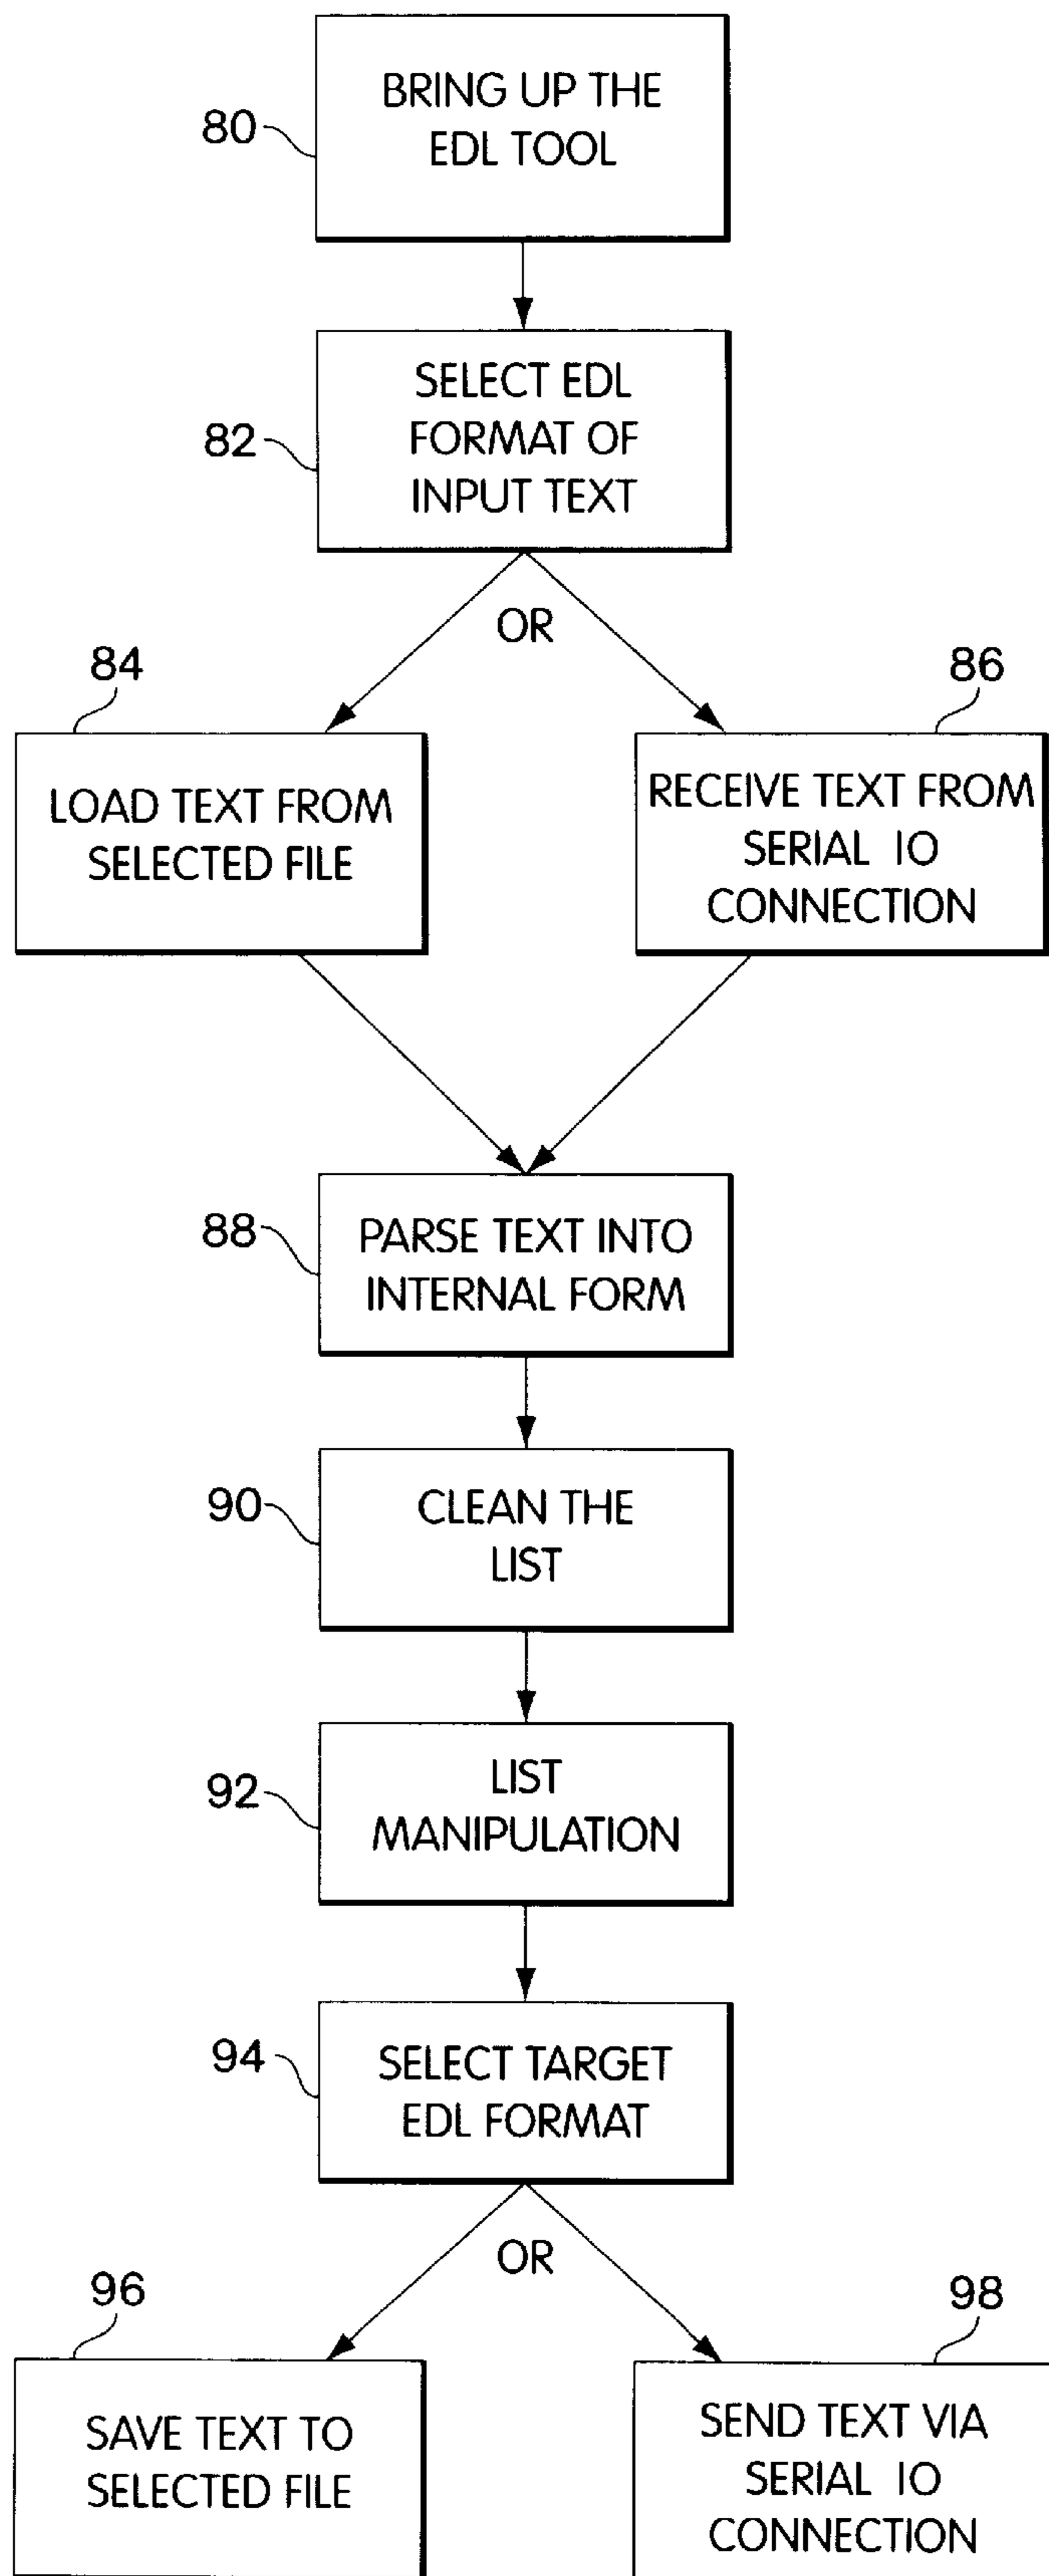 BRING UP THE
EDL TOOL
80
SELECT EDL
FORMAT OF
INPUT TEXT
82
OR
84
86
LOAD TEXT FROM
SELECTED FILE
RECEIVE TEXT FROM
SERIAL IO
CONNECTION
88
PARSE TEXT INTO
INTERNAL FORM
90
CLEAN THE
LIST
92
LIST
MANIPULATION
94
SELECT TARGET
EDL FORMAT
OR
96
98
SAVE TEXT TO
SELECTED FILE
SEND TEXT VIA
SERIAL IO
CONNECTION